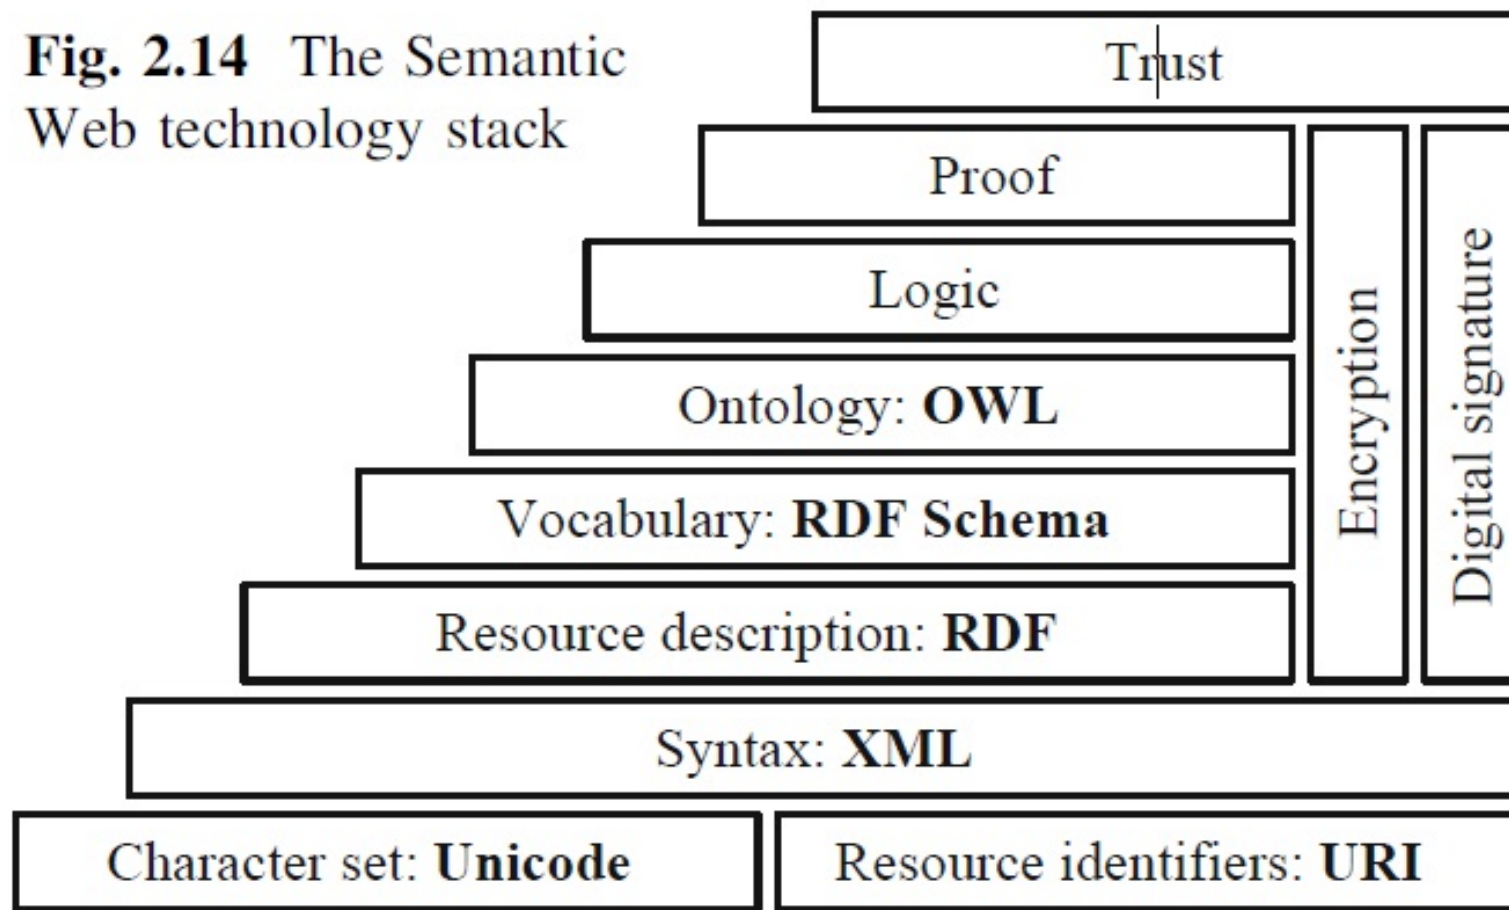 Fig. 2.14 The Semantic
Web technology stack
Trust
Proof
Logic
Ontology: OWL
Vocabulary: RDF Schema
Resource description: RDF
Encryption
Digital signature
Syntax: XML
Character set: Unicode
Resource identifiers: URI